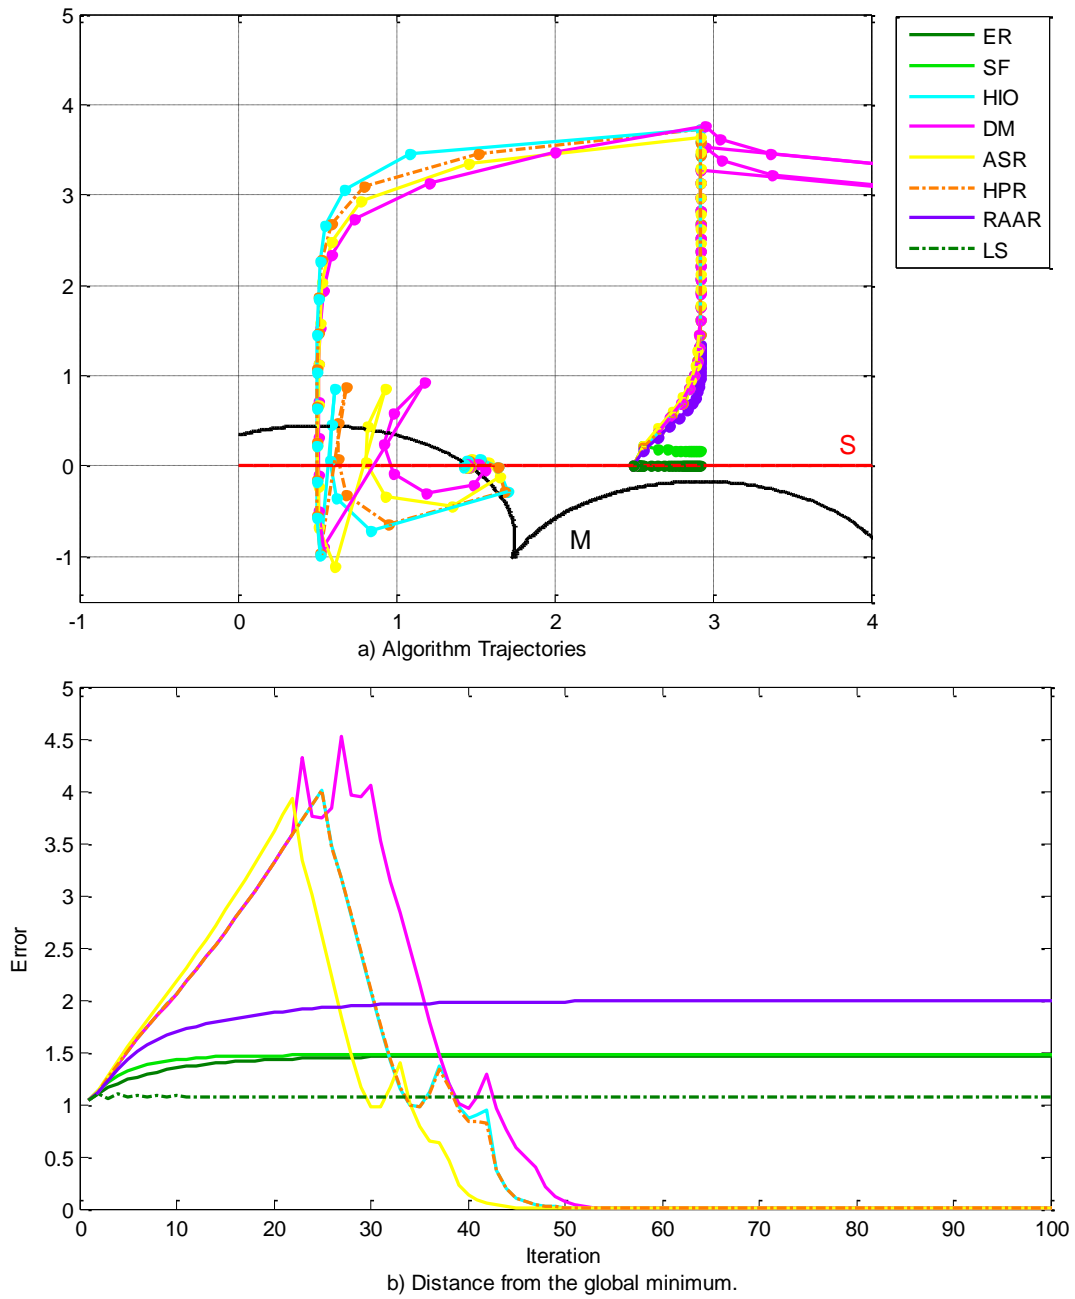 5
4
3
2
1
0
-1
-1
0
1
2
3
4
S
M
a) Algorithm Trajectories
ER
SF
HIO
DM
ASR
HPR
RAAR
LS
5
4.5
4
3.5
3
2.5
2
1.5
1
0.5
0
Error
0
10
20
30
40
50
60
70
80
90
100
Iteration
b) Distance from the global minimum.